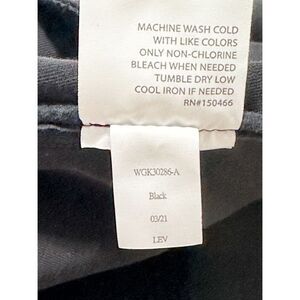 MACHINE WASH COLD
WITH LIKE COLORS
ONLY NON-CHLORINE
BLEACH WHEN NEEDED
TUMBLE DRY LOW
COOL IRON IF NEEDED
RN#150466
WGK30286-A
Black
03/21
LEV